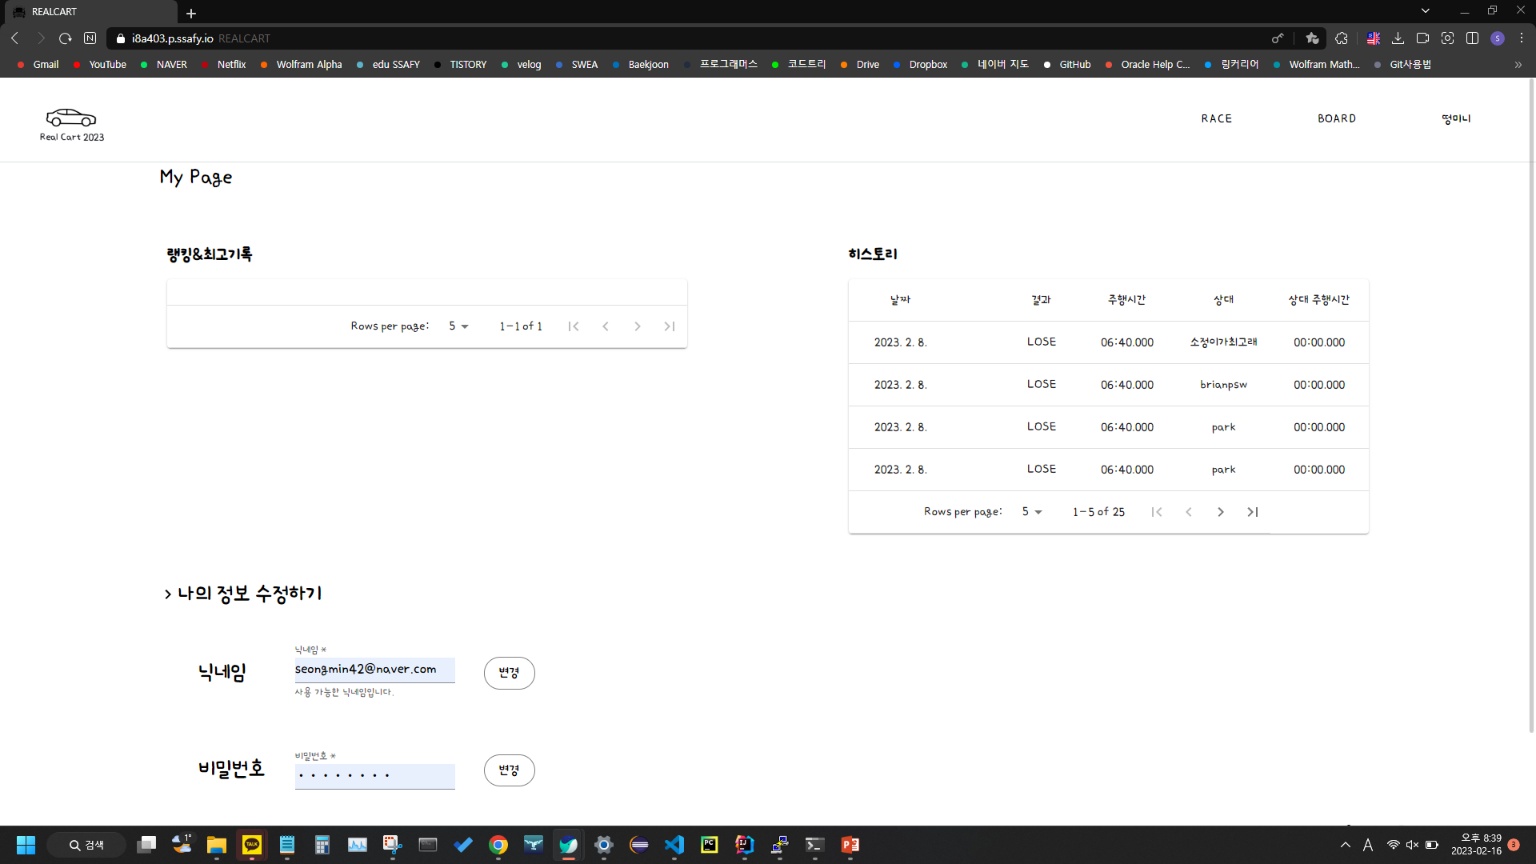 REALCART
i8a403.p.ssafy.io REALCART
Gmail YouTube NAVER Netflix Wolfram Alpha edu SSAFY TISTORY velog SWEA Baekjoon 프로그래머스 코드트리 Drive Dropbox 네이버 지도 GitHub Oracle Help C... 링커리어 Wolfram Math... Git사용법 »
Real Cart 2023
RACE BOARD 떵미니
My Page
랭킹&최고기록
Rows per page: 5 1-1 of 1
히스토리
날짜 결과 주행시간 상대 상대 주행시간
2023. 2. 8. LOSE 06:40.000 소정이가최고래 00:00.000
2023. 2. 8. LOSE 06:40.000 brianpsw 00:00.000
2023. 2. 8. LOSE 06:40.000 park 00:00.000
2023. 2. 8. LOSE 06:40.000 park 00:00.000
Rows per page: 5 1-5 of 25
> 나의 정보 수정하기
닉네임 *
닉네임 seongmin42@naver.com 변경
사용 가능한 닉네임입니다.
비밀번호 *
비밀번호 • • • • • • • • 변경
검색
1°
TALK
PC
IJ
A
오후 8:39
2023-02-16
3